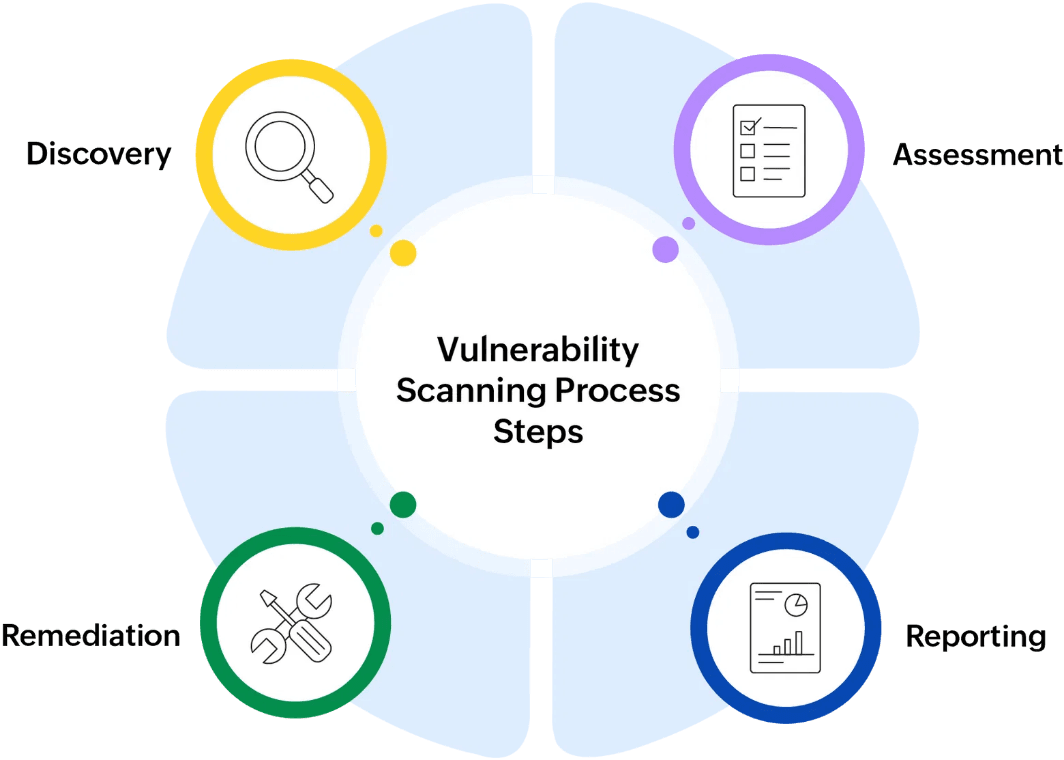 Discovery
Assessment
Vulnerability
Scanning Process
Steps
Remediation
Reporting